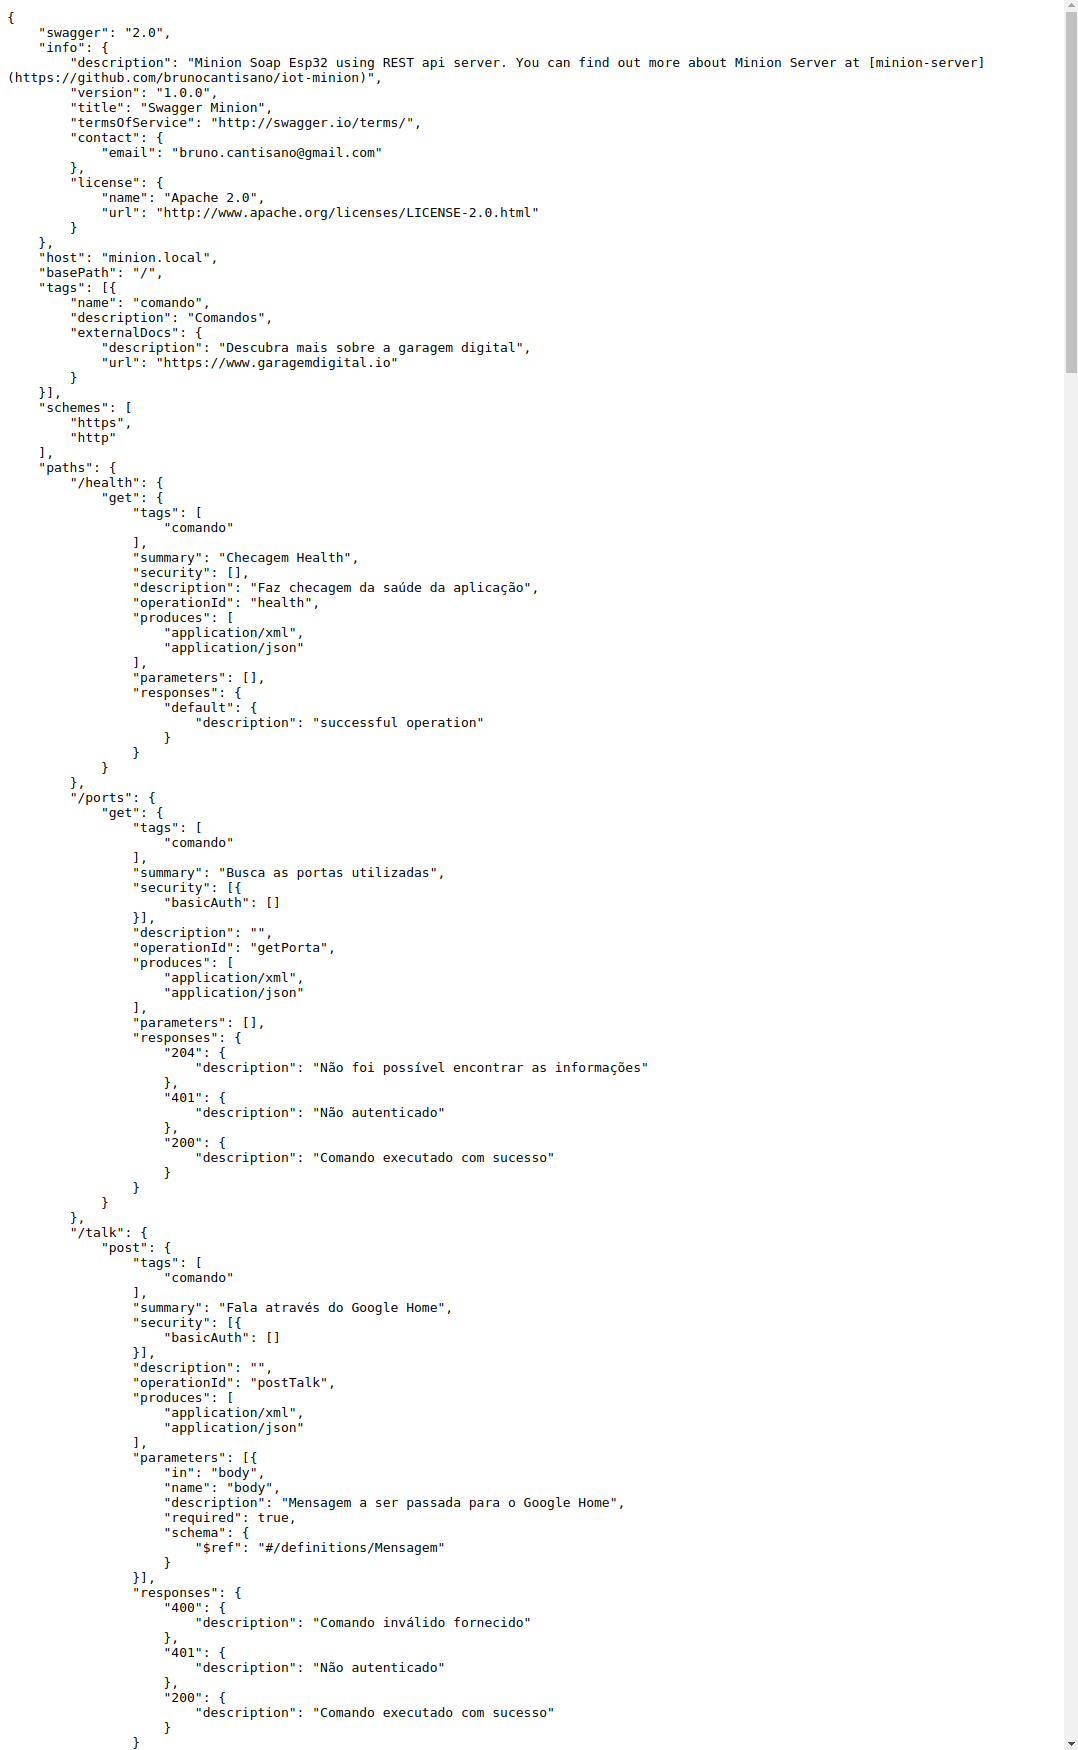 {
    "swagger": "2.0",
    "info": {
        "description": "Minion Soap Esp32 using REST api server. You can find out more about Minion Server at [minion-server]
(https://github.com/brunocantisano/iot-minion)",
        "version": "1.0.0",
        "title": "Swagger Minion",
        "termsOfService": "http://swagger.io/terms/",
        "contact": {
            "email": "bruno.cantisano@gmail.com"
        },
        "license": {
            "name": "Apache 2.0",
            "url": "http://www.apache.org/licenses/LICENSE-2.0.html"
        }
    },
    "host": "minion.local",
    "basePath": "/",
    "tags": [{
        "name": "comando",
        "description": "Comandos",
        "externalDocs": {
            "description": "Descubra mais sobre a garagem digital",
            "url": "https://www.garagemdigital.io"
        }
    }],
    "schemes": [
        "https",
        "http"
    ],
    "paths": {
        "/health": {
            "get": {
                "tags": [
                    "comando"
                ],
                "summary": "Checagem Health",
                "security": [],
                "description": "Faz checagem da saúde da aplicação",
                "operationId": "health",
                "produces": [
                    "application/xml",
                    "application/json"
                ],
                "parameters": [],
                "responses": {
                    "default": {
                        "description": "successful operation"
                    }
                }
            }
        },
        "/ports": {
            "get": {
                "tags": [
                    "comando"
                ],
                "summary": "Busca as portas utilizadas",
                "security": [{
                    "basicAuth": []
                }],
                "description": "",
                "operationId": "getPorta",
                "produces": [
                    "application/xml",
                    "application/json"
                ],
                "parameters": [],
                "responses": {
                    "204": {
                        "description": "Não foi possível encontrar as informações"
                    },
                    "401": {
                        "description": "Não autenticado"
                    },
                    "200": {
                        "description": "Comando executado com sucesso"
                    }
                }
            }
        },
        "/talk": {
            "post": {
                "tags": [
                    "comando"
                ],
                "summary": "Fala através do Google Home",
                "security": [{
                    "basicAuth": []
                }],
                "description": "",
                "operationId": "postTalk",
                "produces": [
                    "application/xml",
                    "application/json"
                ],
                "parameters": [{
                    "in": "body",
                    "name": "body",
                    "description": "Mensagem a ser passada para o Google Home",
                    "required": true,
                    "schema": {
                        "$ref": "#/definitions/Mensagem"
                    }
                }],
                "responses": {
                    "400": {
                        "description": "Comando inválido fornecido"
                    },
                    "401": {
                        "description": "Não autenticado"
                    },
                    "200": {
                        "description": "Comando executado com sucesso"
                    }
                }